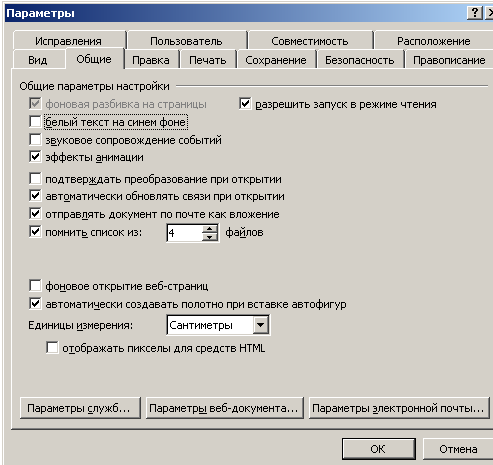 Параметры
Исправления Пользователь Совместимость Расположение
Вид Общие Правка Печать Сохранение Безопасность Правописание
Общие параметры настройки
фоновая разбивка на страницы разрешить запуск в режиме чтения
белый текст на синем фоне
звуковое сопровождение событий
эффекты анимации
подтверждать преобразование при открытии
автоматически обновлять связи при открытии
отправлять документ по почте как вложение
помнить список из: 4 файлов
фоновое открытие веб-страниц
автоматически создавать полотно при вставке автофигур
Единицы измерения: Сантиметры
отображать пикселы для средств HTML
Параметры служб... Параметры веб-документа... Параметры электронной почты...
ОК Отмена